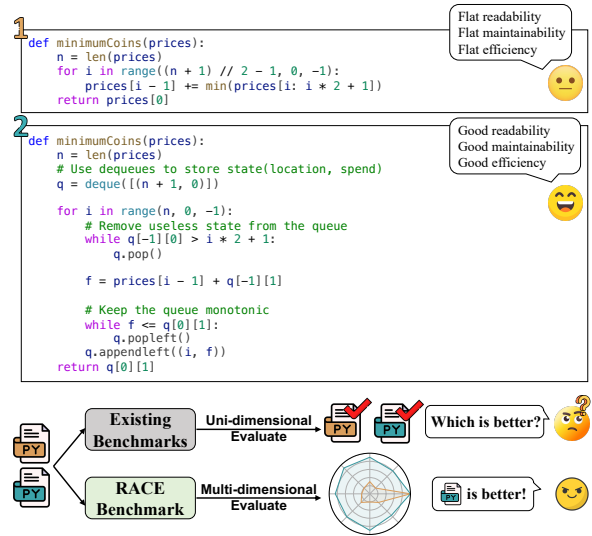 1
Flat readability
Flat maintainability
Flat efficiency
def minimumCoins(prices):
    n = len(prices)
    for i in range((n + 1) // 2 - 1, 0, -1):
        prices[i - 1] += min(prices[i: i * 2 + 1])
    return prices[0]
2
Good readability
Good maintainability
Good efficiency
def minimumCoins(prices):
    n = len(prices)
    # Use dequeues to store state(location, spend)
    q = deque([(n + 1, 0)])
    for i in range(n, 0, -1):
        # Remove useless state from the queue
        while q[-1][0] > i * 2 + 1:
            q.pop()
        f = prices[i - 1] + q[-1][1]
        # Keep the queue monotonic
        while f <= q[0][1]:
            q.popleft()
        q.appendleft((i, f))
    return q[0][1]
PY
PY
Existing
Benchmarks
Uni-dimensional
Evaluate
PY
PY
Which is better?
?
RACE
Benchmark
Multi-dimensional
Evaluate
PY is better!